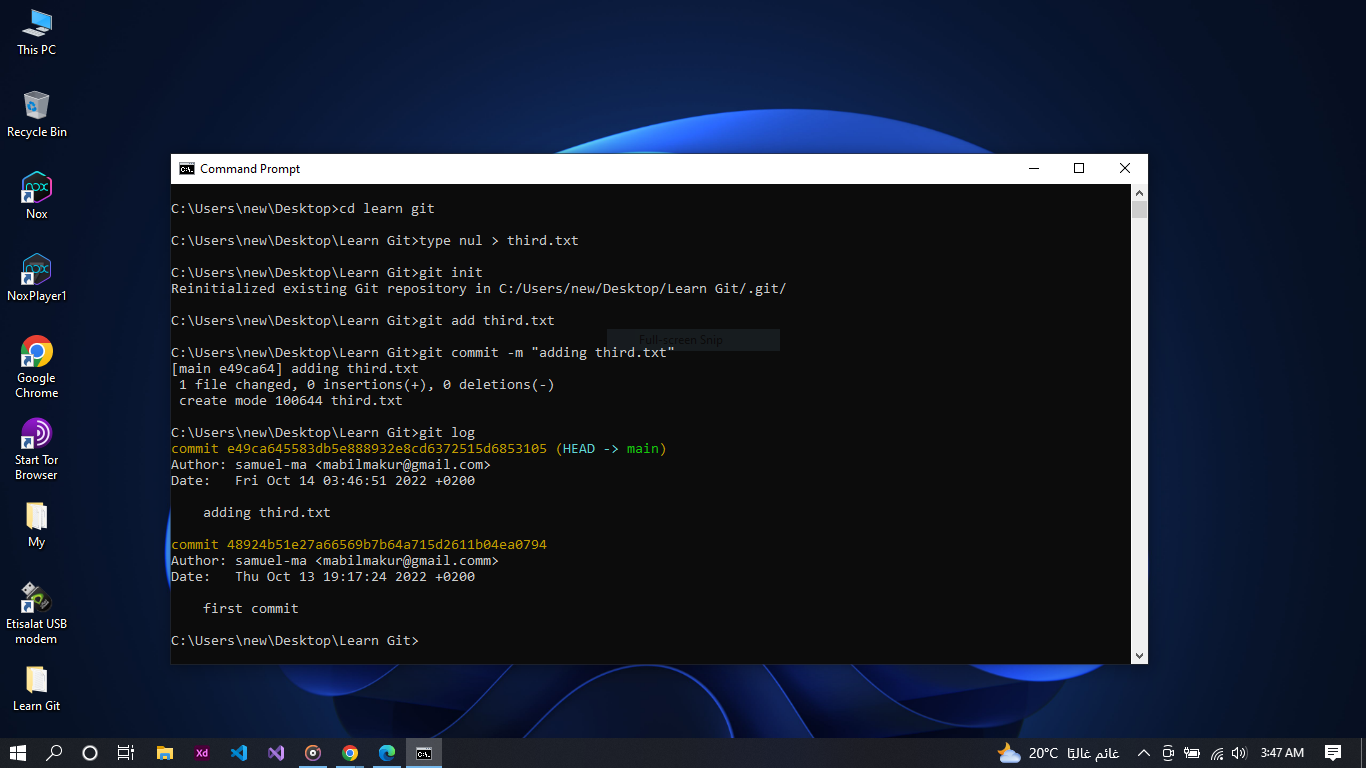 This PC
Recycle Bin
Nox
NoxPlayer1
Google
Chrome
Start Tor
Browser
My
Etisalat USB
modem
Learn Git
Command Prompt
C:\Users\new\Desktop>cd learn git
C:\Users\new\Desktop\Learn Git>type nul > third.txt
C:\Users\new\Desktop\Learn Git>git init
Reinitialized existing Git repository in C:/Users/new/Desktop/Learn Git/.git/
C:\Users\new\Desktop\Learn Git>git add third.txt
Full-screen Snip
C:\Users\new\Desktop\Learn Git>git commit -m "adding third.txt"
[main e49ca64] adding third.txt
 1 file changed, 0 insertions(+), 0 deletions(-)
 create mode 100644 third.txt
C:\Users\new\Desktop\Learn Git>git log
commit e49ca645583db5e888932e8cd6372515d6853105 (HEAD -> main)
Author: samuel-ma <mabilmakur@gmail.com>
Date:   Fri Oct 14 03:46:51 2022 +0200
    adding third.txt
commit 48924b51e27a66569b7b64a715d2611b04ea0794
Author: samuel-ma <mabilmakur@gmail.comm>
Date:   Thu Oct 13 19:17:24 2022 +0200
    first commit
C:\Users\new\Desktop\Learn Git>
Xd
20°C غائم غالبًا
3:47 AM